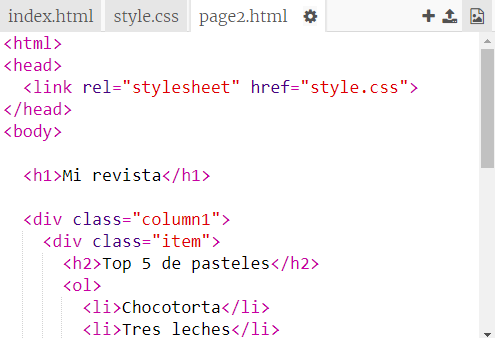 index.html style.css page2.html
<html>
<head>
<link rel="stylesheet" href="style.css">
</head>
<body>
<h1>Mi revista</h1>
<div class="column1">
<div class="item">
<h2>Top 5 de pasteles</h2>
<ol>
<li>Chocotorta</li>
<li>Tres leches</li>